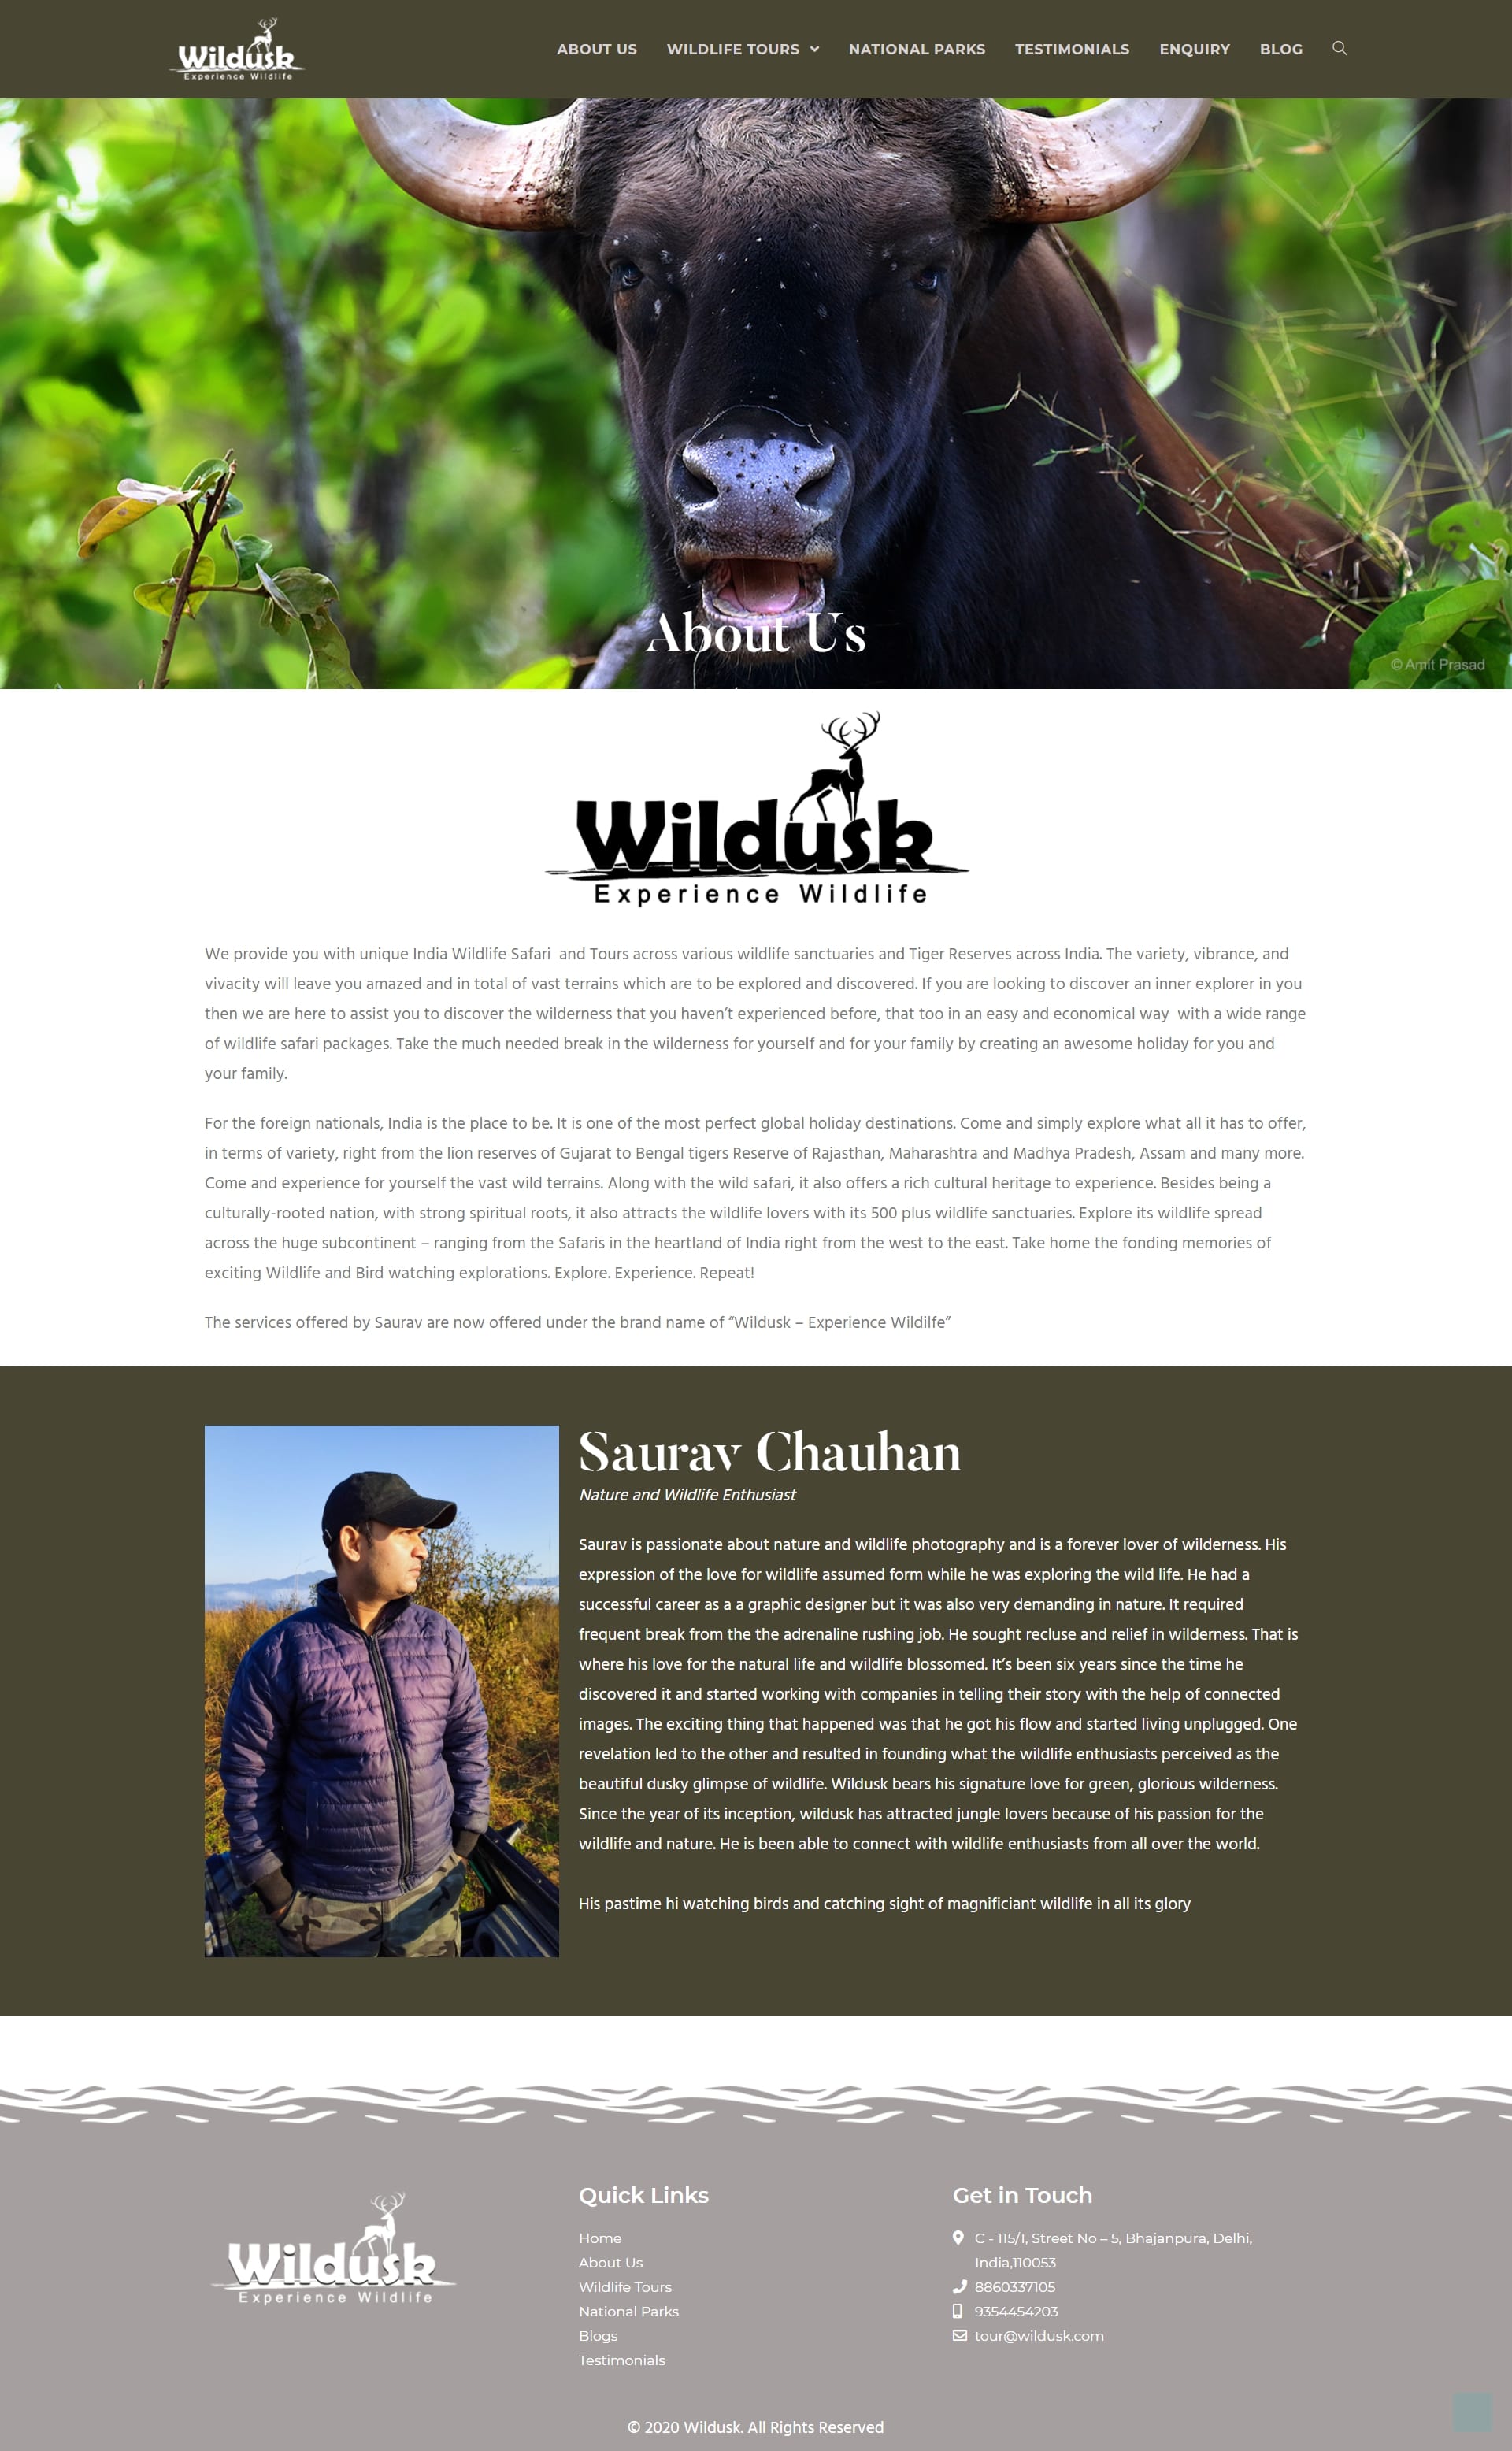 Wildusk
Experience Wildlife
ABOUT US WILDLIFE TOURS NATIONAL PARKS TESTIMONIALS ENQUIRY BLOG
About Us
© Amit Prasad
Wildusk
Experience Wildlife
We provide you with unique India Wildlife Safari  and Tours across various wildlife sanctuaries and Tiger Reserves across India. The variety, vibrance, and
vivacity will leave you amazed and in total of vast terrains which are to be explored and discovered. If you are looking to discover an inner explorer in you
then we are here to assist you to discover the wilderness that you haven’t experienced before, that too in an easy and economical way  with a wide range
of wildlife safari packages. Take the much needed break in the wilderness for yourself and for your family by creating an awesome holiday for you and
your family.
For the foreign nationals, India is the place to be. It is one of the most perfect global holiday destinations. Come and simply explore what all it has to offer,
in terms of variety, right from the lion reserves of Gujarat to Bengal tigers Reserve of Rajasthan, Maharashtra and Madhya Pradesh, Assam and many more.
Come and experience for yourself the vast wild terrains. Along with the wild safari, it also offers a rich cultural heritage to experience. Besides being a
culturally-rooted nation, with strong spiritual roots, it also attracts the wildlife lovers with its 500 plus wildlife sanctuaries. Explore its wildlife spread
across the huge subcontinent – ranging from the Safaris in the heartland of India right from the west to the east. Take home the fonding memories of
exciting Wildlife and Bird watching explorations. Explore. Experience. Repeat!
The services offered by Saurav are now offered under the brand name of “Wildusk – Experience Wildilfe”
Saurav Chauhan
Nature and Wildlife Enthusiast
Saurav is passionate about nature and wildlife photography and is a forever lover of wilderness. His
expression of the love for wildlife assumed form while he was exploring the wild life. He had a
successful career as a a graphic designer but it was also very demanding in nature. It required
frequent break from the the adrenaline rushing job. He sought recluse and relief in wilderness. That is
where his love for the natural life and wildlife blossomed. It’s been six years since the time he
discovered it and started working with companies in telling their story with the help of connected
images. The exciting thing that happened was that he got his flow and started living unplugged. One
revelation led to the other and resulted in founding what the wildlife enthusiasts perceived as the
beautiful dusky glimpse of wildlife. Wildusk bears his signature love for green, glorious wilderness.
Since the year of its inception, wildusk has attracted jungle lovers because of his passion for the
wildlife and nature. He is been able to connect with wildlife enthusiasts from all over the world.
His pastime hi watching birds and catching sight of magnificiant wildlife in all its glory
Wildusk
Experience Wildlife
Quick Links
Home
About Us
Wildlife Tours
National Parks
Blogs
Testimonials
Get in Touch
C - 115/1, Street No – 5, Bhajanpura, Delhi,
India,110053
8860337105
9354454203
tour@wildusk.com
© 2020 Wildusk. All Rights Reserved